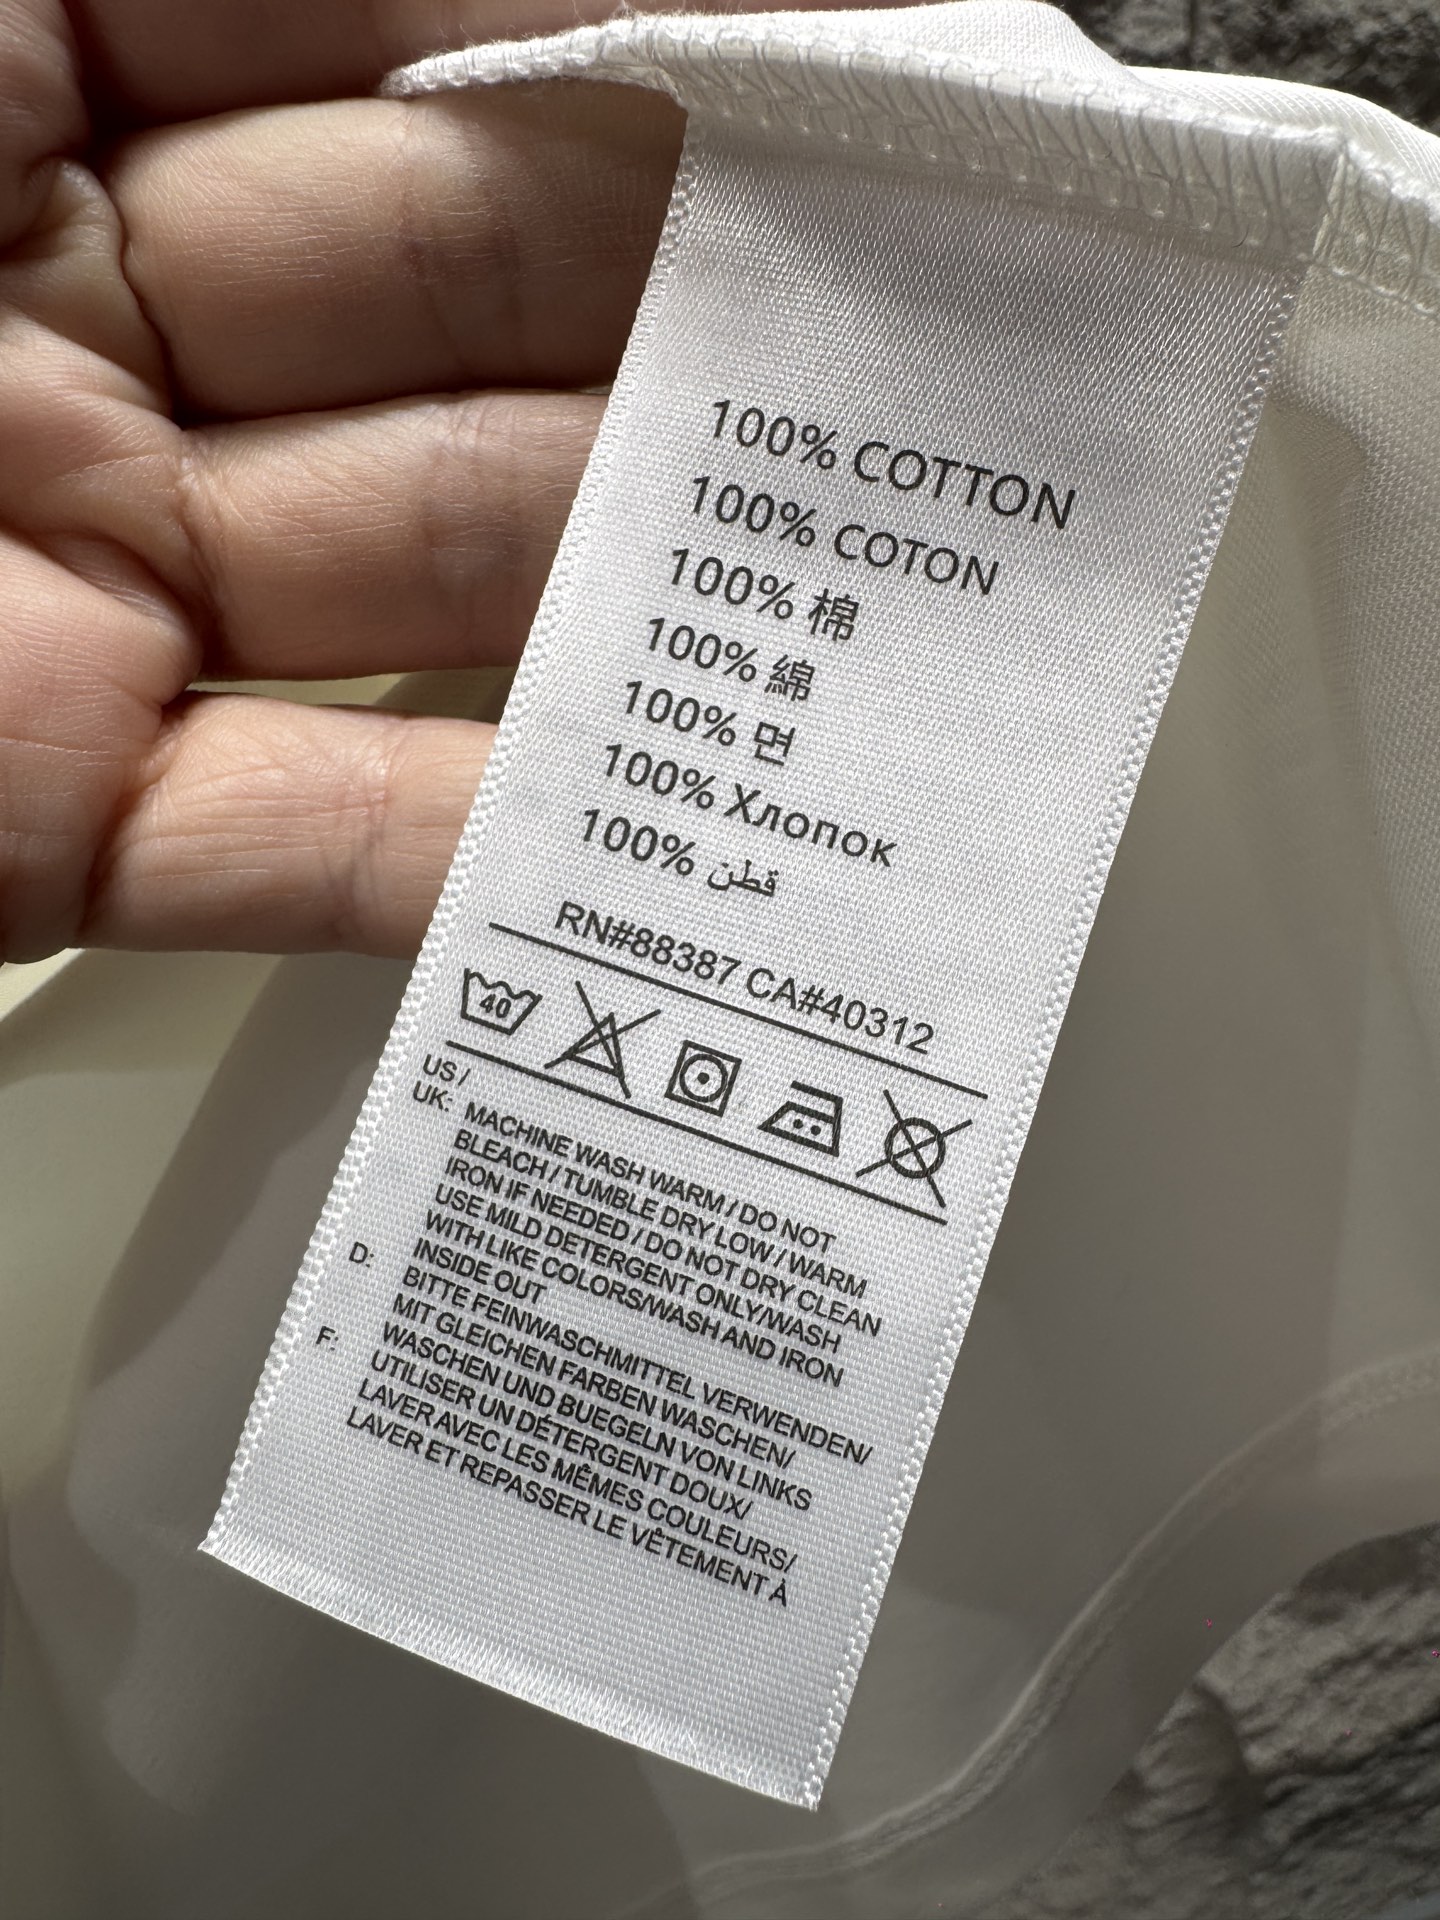 100% COTTON
100% COTON
100% 棉
100% 綿
100% 면
100% Хлопок
100% قطن
RN#88387 CA#40312
40
US /
UK: MACHINE WASH WARM / DO NOT
BLEACH / TUMBLE DRY LOW / WARM
IRON IF NEEDED / DO NOT DRY CLEAN
USE MILD DETERGENT ONLY/WASH
WITH LIKE COLORS/WASH AND IRON
INSIDE OUT
D: BITTE FEINWASCHMITTEL VERWENDEN/
MIT GLEICHEN FARBEN WASCHEN/
WASCHEN UND BUEGELN VON LINKS
F: UTILISER UN DÉTERGENT DOUX/
LAVER AVEC LES MÊMES COULEURS/
LAVER ET REPASSER LE VÊTEMENT À